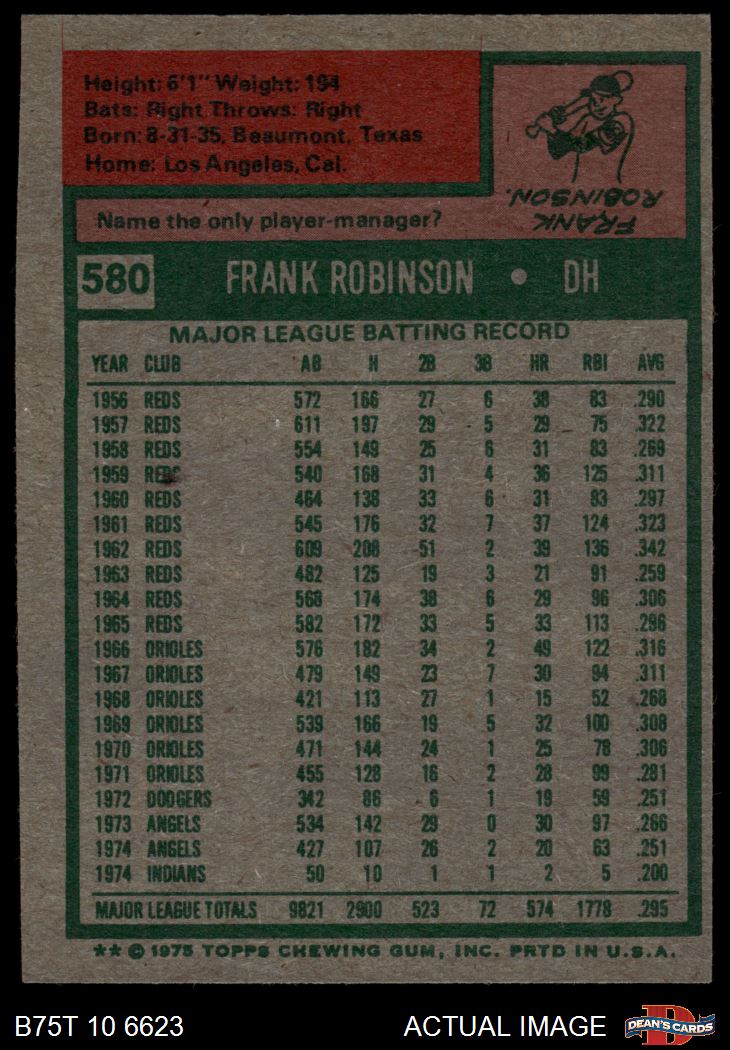 Height: 6'1" Weight: 194
Bats: Right Throws: Right
Born: 8-31-35, Beaumont, Texas
Home: Los Angeles, Cal.
Name the only player-manager?
FRANK
ROBINSON.
580 FRANK ROBINSON • DH
MAJOR LEAGUE BATTING RECORD
YEAR CLUB AB H 2B 3B HR RBI AVG
1956 REDS 572 166 27 6 38 83 .290
1957 REDS 611 197 29 5 29 75 .322
1958 REDS 554 149 25 6 31 83 .269
1959 REDS 540 168 31 4 36 125 .311
1960 REDS 464 138 33 6 31 83 .297
1961 REDS 545 176 32 7 37 124 .323
1962 REDS 609 208 51 2 39 136 .342
1963 REDS 482 125 19 3 21 91 .259
1964 REDS 568 174 38 6 29 96 .306
1965 REDS 582 172 33 5 33 113 .296
1966 ORIOLES 576 182 34 2 49 122 .316
1967 ORIOLES 479 149 23 7 30 94 .311
1968 ORIOLES 421 113 27 1 15 52 .268
1969 ORIOLES 539 166 19 5 32 100 .308
1970 ORIOLES 471 144 24 1 25 78 .306
1971 ORIOLES 455 128 16 2 28 99 .281
1972 DODGERS 342 86 6 1 19 59 .251
1973 ANGELS 534 142 29 0 30 97 .266
1974 ANGELS 427 107 26 2 20 63 .251
1974 INDIANS 50 10 1 1 2 5 .200
MAJOR LEAGUE TOTALS 9821 2900 523 72 574 1778 .295
** © 1975 TOPPS CHEWING GUM, INC. PRTD IN U.S.A.
B75T 10 6623 ACTUAL IMAGE D DEAN'S CARDS